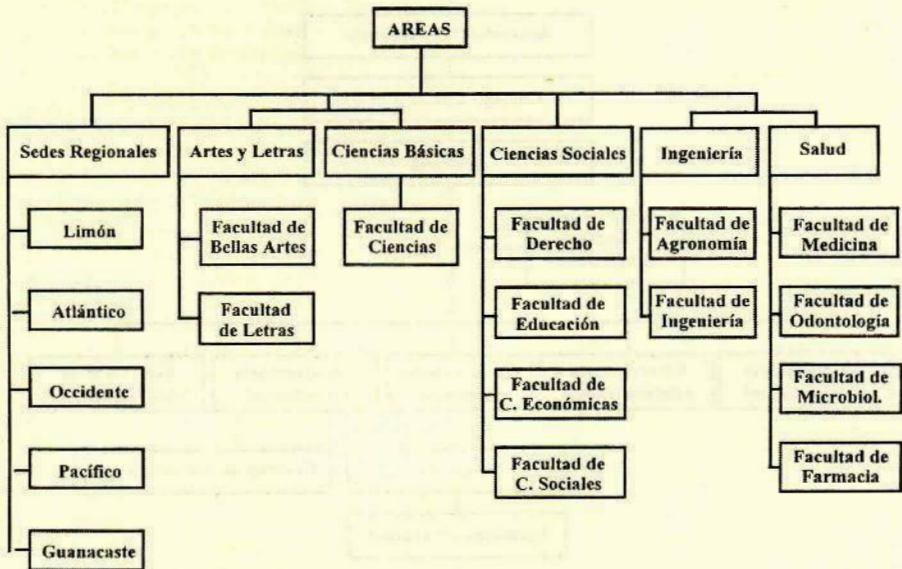 AREAS
Sedes Regionales
Artes y Letras
Ciencias Básicas
Ciencias Sociales
Ingeniería
Salud
Limón
Atlántico
Occidente
Pacífico
Guanacaste
Facultad de
Bellas Artes
Facultad
de Letras
Facultad de
Ciencias
Facultad de
Derecho
Facultad de
Educación
Facultad de
C. Económicas
Facultad de
C. Sociales
Facultad de
Agronomía
Facultad de
Ingeniería
Facultad de
Medicina
Facultad de
Odontología
Facultad de
Microbiol.
Facultad de
Farmacia